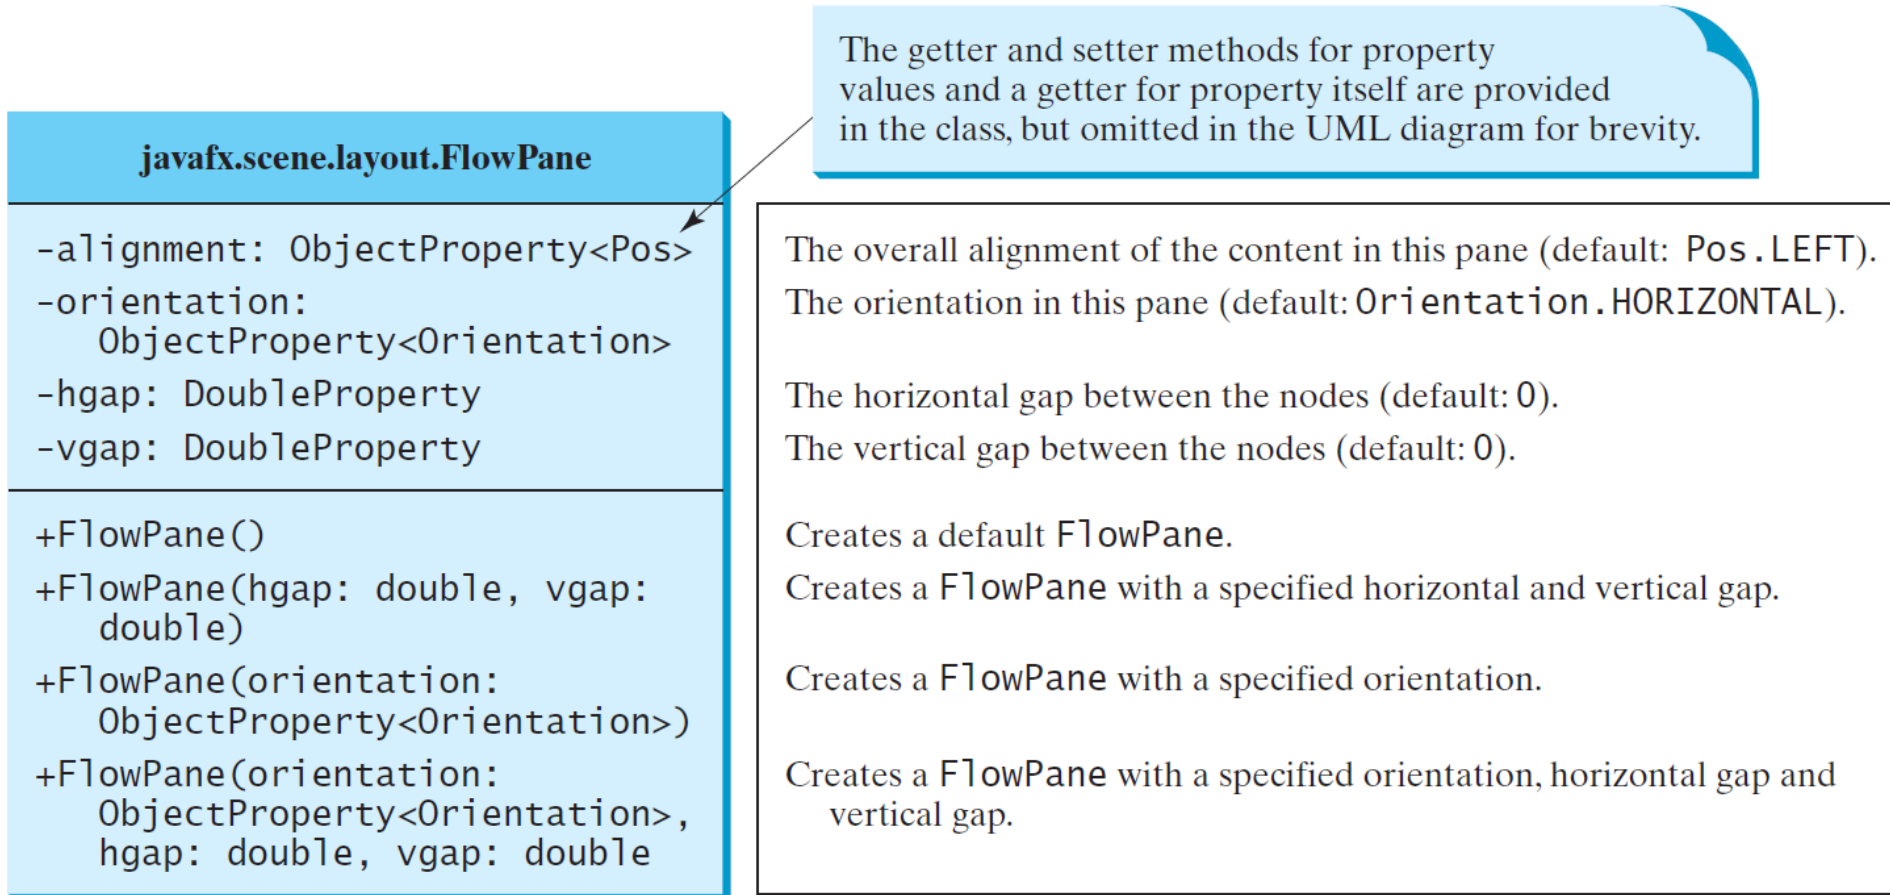 The getter and setter methods for property
values and a getter for property itself are provided
in the class, but omitted in the UML diagram for brevity.
javafx.scene.layout.FlowPane
-alignment: ObjectProperty<Pos>
The overall alignment of the content in this pane (default: Pos.LEFT).
-orientation:
ObjectProperty<Orientation>
The orientation in this pane (default: Orientation.HORIZONTAL).
-hgap: DoubleProperty
The horizontal gap between the nodes (default: 0).
-vgap: DoubleProperty
The vertical gap between the nodes (default: 0).
+FlowPane()
Creates a default FlowPane.
+FlowPane(hgap: double, vgap:
double)
Creates a FlowPane with a specified horizontal and vertical gap.
+FlowPane(orientation:
ObjectProperty<Orientation>)
Creates a FlowPane with a specified orientation.
+FlowPane(orientation:
ObjectProperty<Orientation>,
hgap: double, vgap: double
Creates a FlowPane with a specified orientation, horizontal gap and
vertical gap.